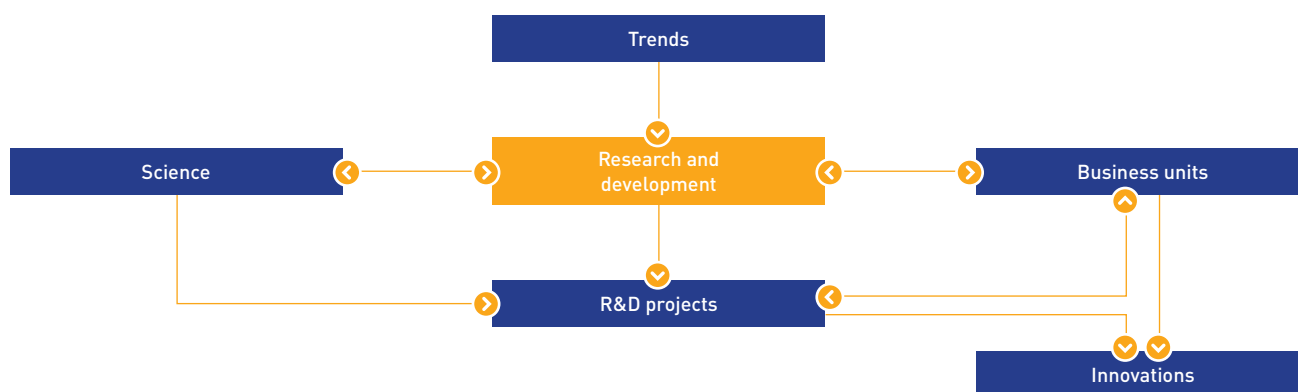 Trends
Science
Research and
development
Business units
R&D projects
Innovations